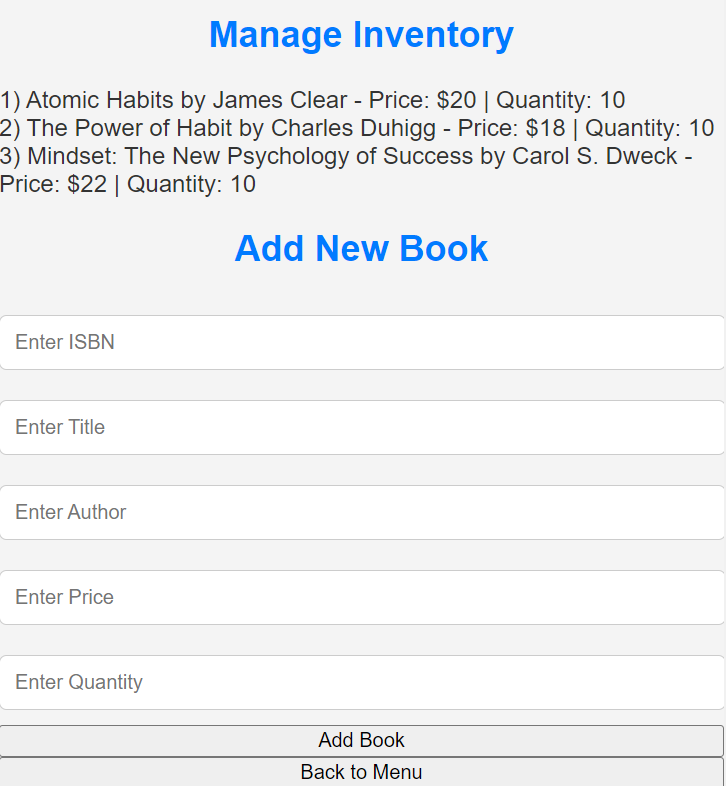 Manage Inventory
1) Atomic Habits by James Clear - Price: $20 | Quantity: 10
2) The Power of Habit by Charles Duhigg - Price: $18 | Quantity: 10
3) Mindset: The New Psychology of Success by Carol S. Dweck -
Price: $22 | Quantity: 10
Add New Book
Enter ISBN
Enter Title
Enter Author
Enter Price
Enter Quantity
Add Book
Back to Menu